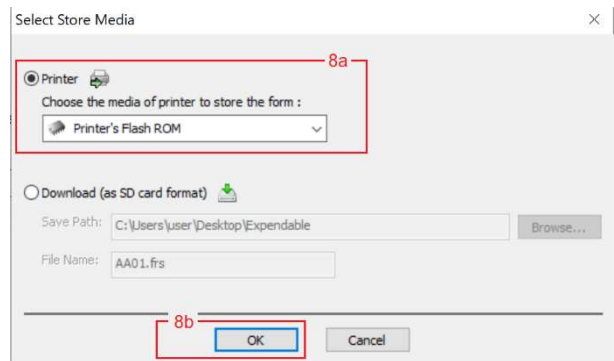 Select Store Media
8a
Printer
Choose the media of printer to store the form :
Printer's Flash ROM
Download (as SD card format)
Save Path: C:\Users\user\Desktop\Expendable Browse...
File Name: AA01.frs
8b
OK Cancel